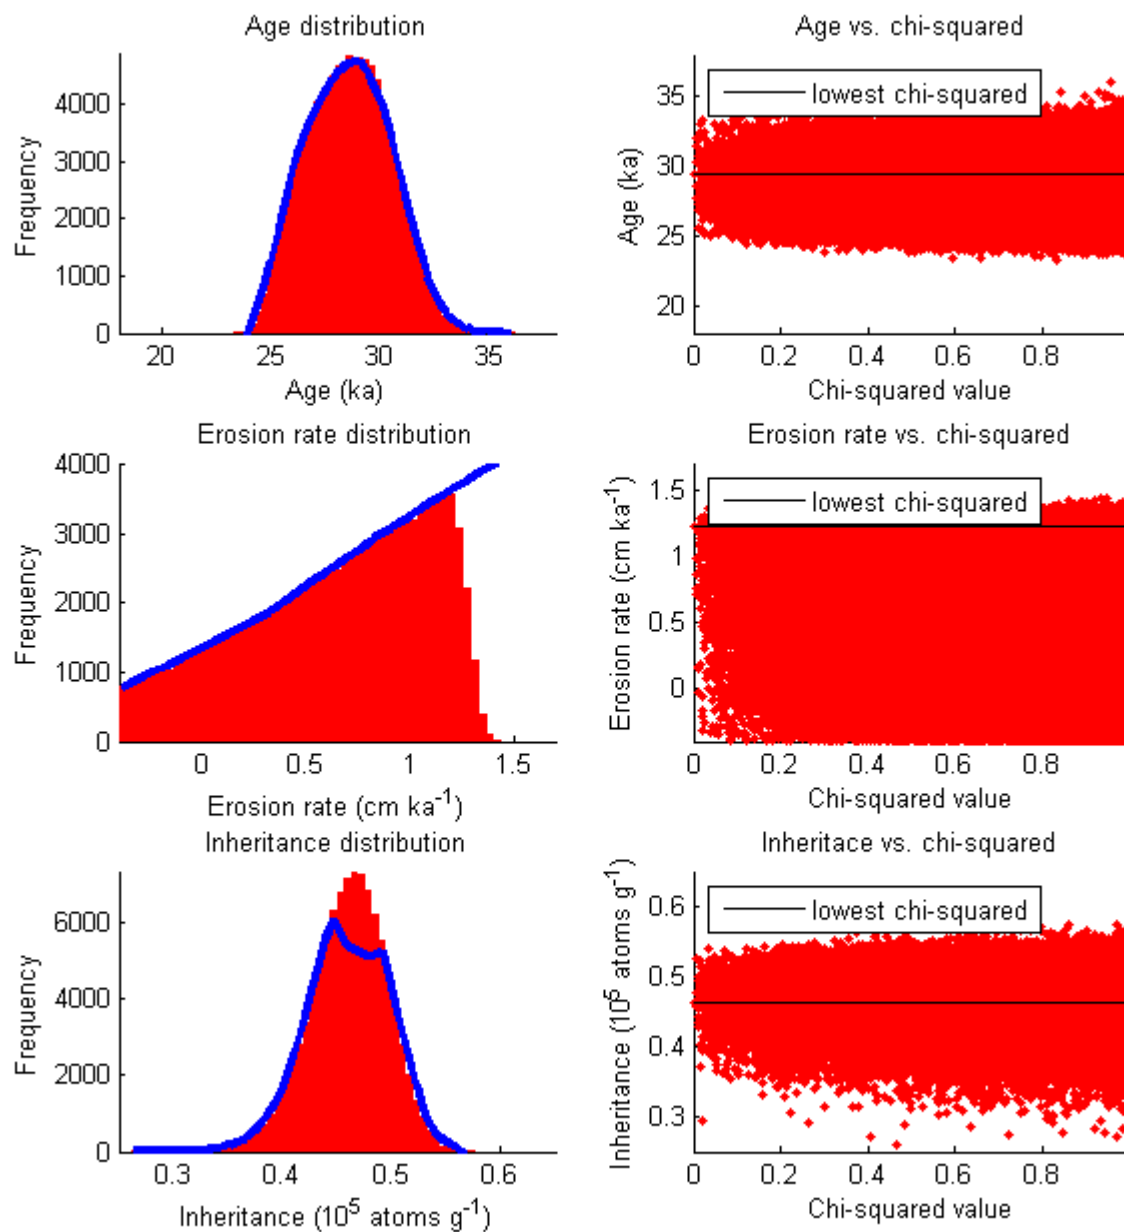 Age distribution
Frequency
4000
3000
2000
1000
0
20 25 30 35
Age (ka)
Age vs. chi-squared
lowest chi-squared
Age (ka)
35
30
25
20
0 0.2 0.4 0.6 0.8
Chi-squared value
Erosion rate distribution
Frequency
4000
3000
2000
1000
0
0 0.5 1 1.5
Erosion rate (cm ka⁻¹)
Erosion rate vs. chi-squared
lowest chi-squared
Erosion rate (cm ka⁻¹)
1.5
1
0.5
0
0 0.2 0.4 0.6 0.8
Chi-squared value
Inheritance distribution
Frequency
6000
4000
2000
0
0.3 0.4 0.5 0.6
Inheritance (10⁵ atoms g⁻¹)
Inheritace vs. chi-squared
lowest chi-squared
Inheritance (10⁵ atoms g⁻¹)
0.6
0.5
0.4
0.3
0 0.2 0.4 0.6 0.8
Chi-squared value